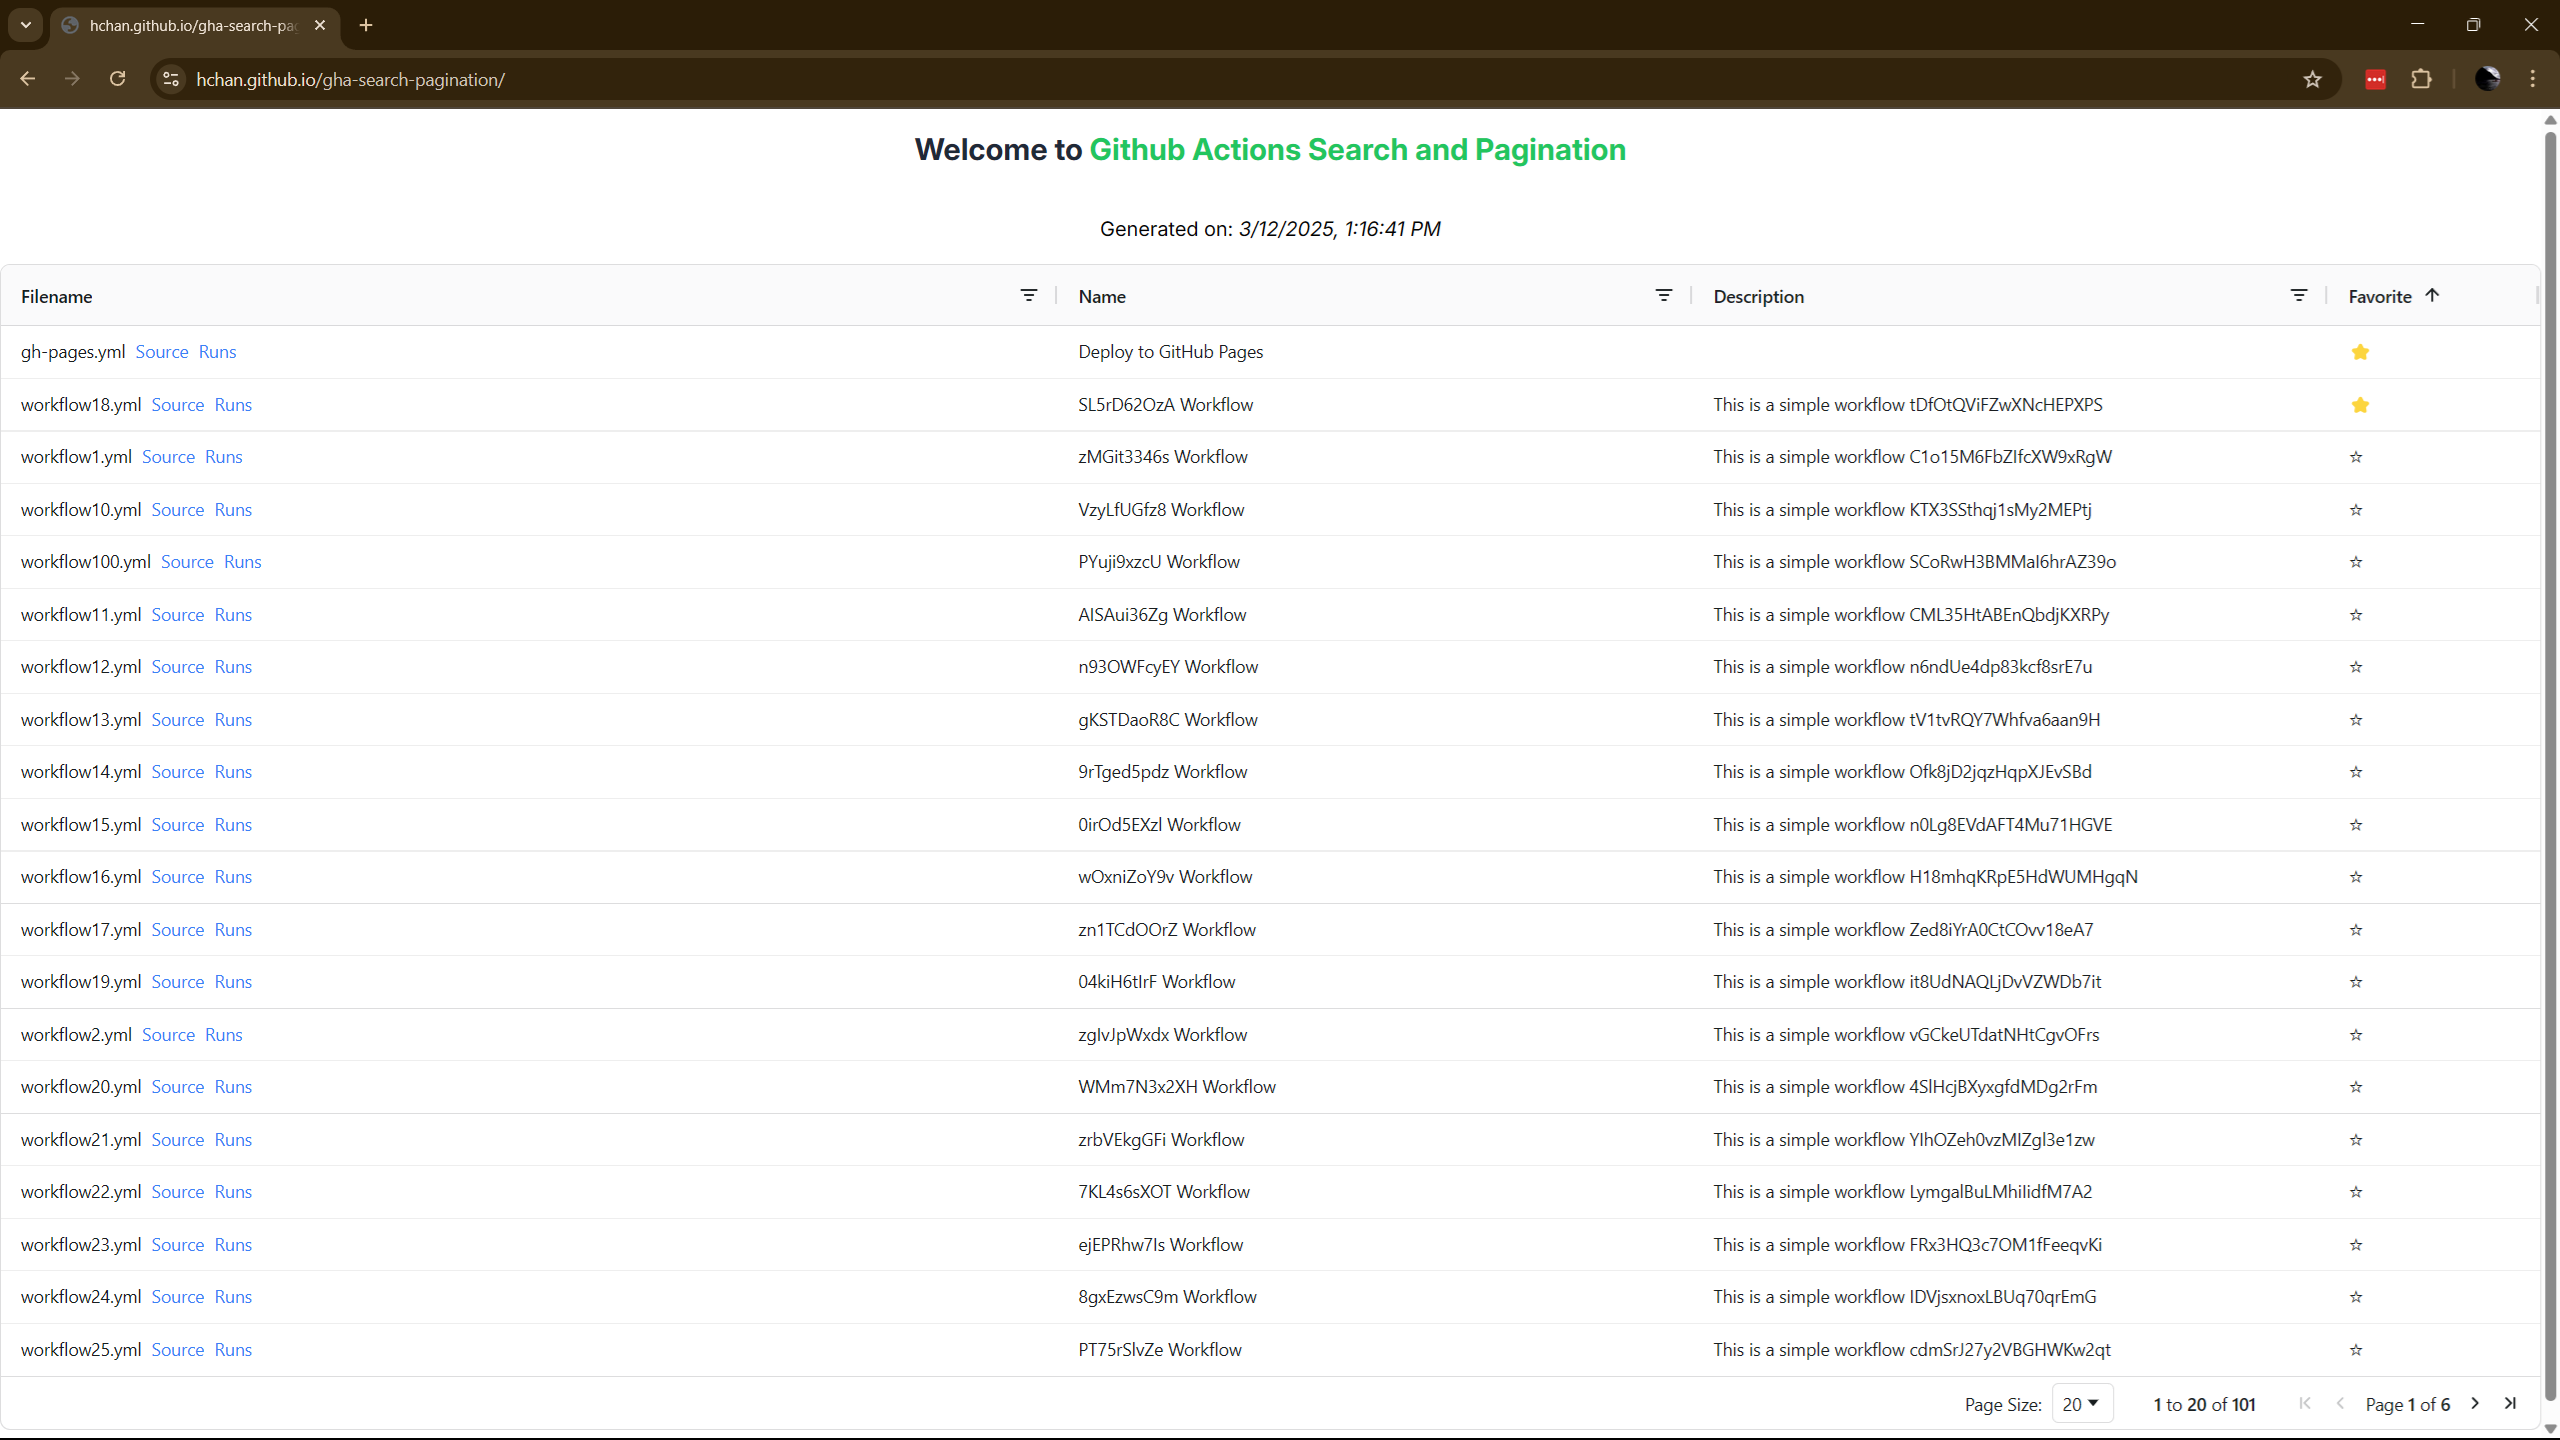 hchan.github.io/gha-search-pag
hchan.github.io/gha-search-pagination/
Welcome to Github Actions Search and Pagination
Generated on: 3/12/2025, 1:16:41 PM
Filename Name Description Favorite
gh-pages.yml Source Runs Deploy to GitHub Pages
workflow18.yml Source Runs SL5rD62OzA Workflow This is a simple workflow tDfOtQViFZwXNcHEPXPS
workflow1.yml Source Runs zMGit3346s Workflow This is a simple workflow C1o15M6FbZIfcXW9xRgW
workflow10.yml Source Runs VzyLfUGfz8 Workflow This is a simple workflow KTX3SSthqj1sMy2MEPtj
workflow100.yml Source Runs PYuji9xzcU Workflow This is a simple workflow SCoRwH3BMMal6hrAZ39o
workflow11.yml Source Runs AISAui36Zg Workflow This is a simple workflow CML35HtABEnQbdjKXRPy
workflow12.yml Source Runs n93OWFcyEY Workflow This is a simple workflow n6ndUe4dp83kcf8srE7u
workflow13.yml Source Runs gKSTDaoR8C Workflow This is a simple workflow tV1tvRQY7Whfva6aan9H
workflow14.yml Source Runs 9rTged5pdz Workflow This is a simple workflow Ofk8jD2jqzHqpXJEvSBd
workflow15.yml Source Runs 0irOd5EXzl Workflow This is a simple workflow n0Lg8EVdAFT4Mu71HGVE
workflow16.yml Source Runs wOxniZoY9v Workflow This is a simple workflow H18mhqKRpE5HdWUMHgqN
workflow17.yml Source Runs zn1TCdOOrZ Workflow This is a simple workflow Zed8iYrA0CtCOvv18eA7
workflow19.yml Source Runs 04kiH6tIrF Workflow This is a simple workflow it8UdNAQLjDvVZWDb7it
workflow2.yml Source Runs zgIvJpWxdx Workflow This is a simple workflow vGCkeUTdatNHtCgvOFrs
workflow20.yml Source Runs WMm7N3x2XH Workflow This is a simple workflow 4SlHcjBXyxgfdMDg2rFm
workflow21.yml Source Runs zrbVEkgGFi Workflow This is a simple workflow YIhOZeh0vzMIZgl3e1zw
workflow22.yml Source Runs 7KL4s6sXOT Workflow This is a simple workflow LymgalBuLMhiIidfM7A2
workflow23.yml Source Runs ejEPRhw7Is Workflow This is a simple workflow FRx3HQ3c7OM1fFeeqvKi
workflow24.yml Source Runs 8gxEzwsC9m Workflow This is a simple workflow IDVjsxnoxLBUq70qrEmG
workflow25.yml Source Runs PT75rSlvZe Workflow This is a simple workflow cdmSrJ27y2VBGHWKw2qt
Page Size: 20 1 to 20 of 101 Page 1 of 6